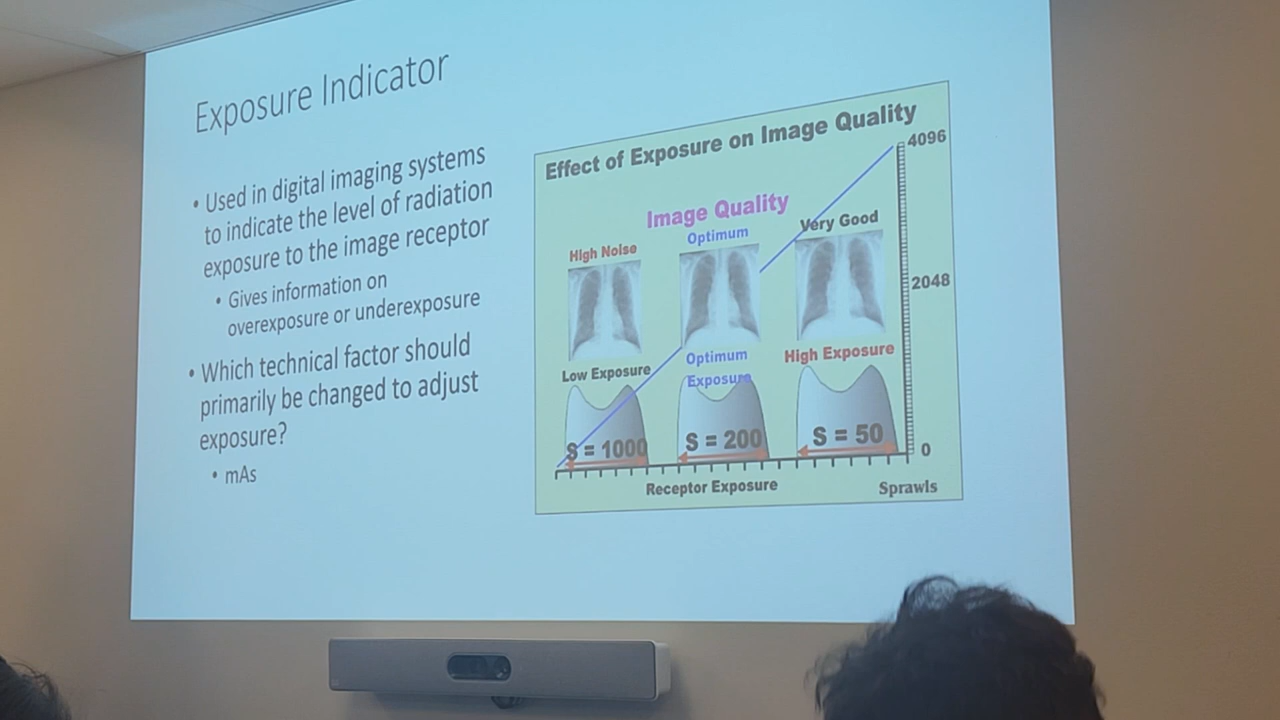 Exposure Indicator
• Used in digital imaging systems
to indicate the level of radiation
exposure to the image receptor
• Gives information on
overexposure or underexposure
• Which technical factor should
primarily be changed to adjust
exposure?
• mAs
Effect of Exposure on Image Quality
4096
Image Quality
High Noise
Optimum
Very Good
2048
Low Exposure
Optimum
Exposure
High Exposure
S = 1000
S = 200
S = 50
0
Receptor Exposure
Sprawls